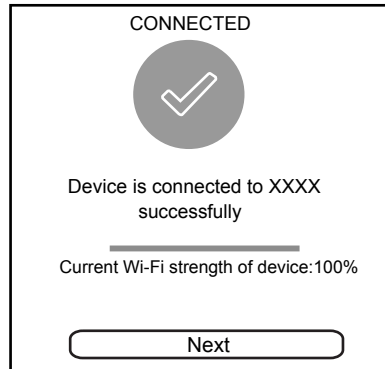 CONNECTED
Device is connected to XXXX
successfully
Current Wi-Fi strength of device:100%
Next